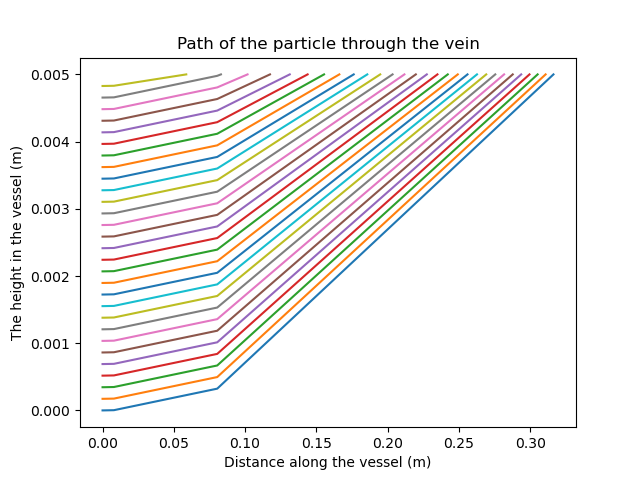 Path of the particle through the vein
0.005
0.004
0.003
0.002
0.001
0.000
The height in the vessel (m)
0.00 0.05 0.10 0.15 0.20 0.25 0.30
Distance along the vessel (m)